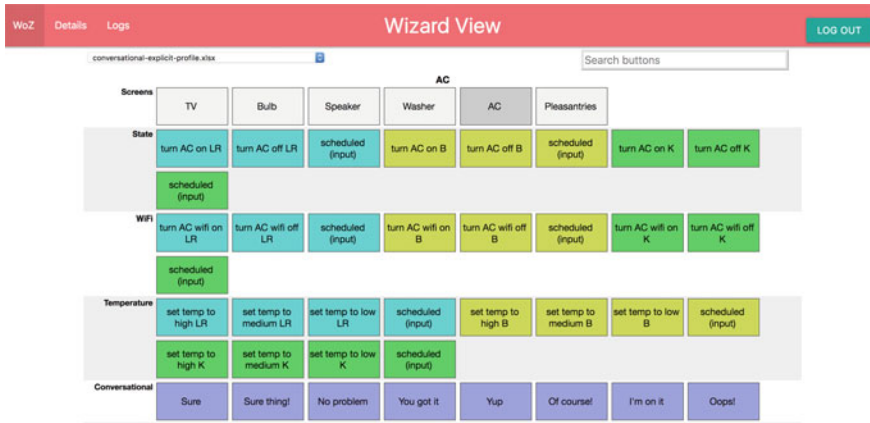 WoZ Details Logs Wizard View LOG OUT
conversational-explicit-profile.xlsx Search buttons
AC
Screens
TV Bulb Speaker Washer AC Pleasantries
State
turn AC on LR turn AC off LR scheduled (input) turn AC on B turn AC off B scheduled (input) turn AC on K turn AC off K
scheduled (input)
WiFi
turn AC wifi on LR turn AC wifi off LR scheduled (input) turn AC wifi on B turn AC wifi off B scheduled (input) turn AC wifi on K turn AC wifi off K
scheduled (input)
Temperature
set temp to high LR set temp to medium LR set temp to low LR scheduled (input) set temp to high B set temp to medium B set temp to low B scheduled (input)
set temp to high K set temp to medium K set temp to low K scheduled (input)
Conversational
Sure Sure thing! No problem You got it Yup Of course! I'm on it Oops!